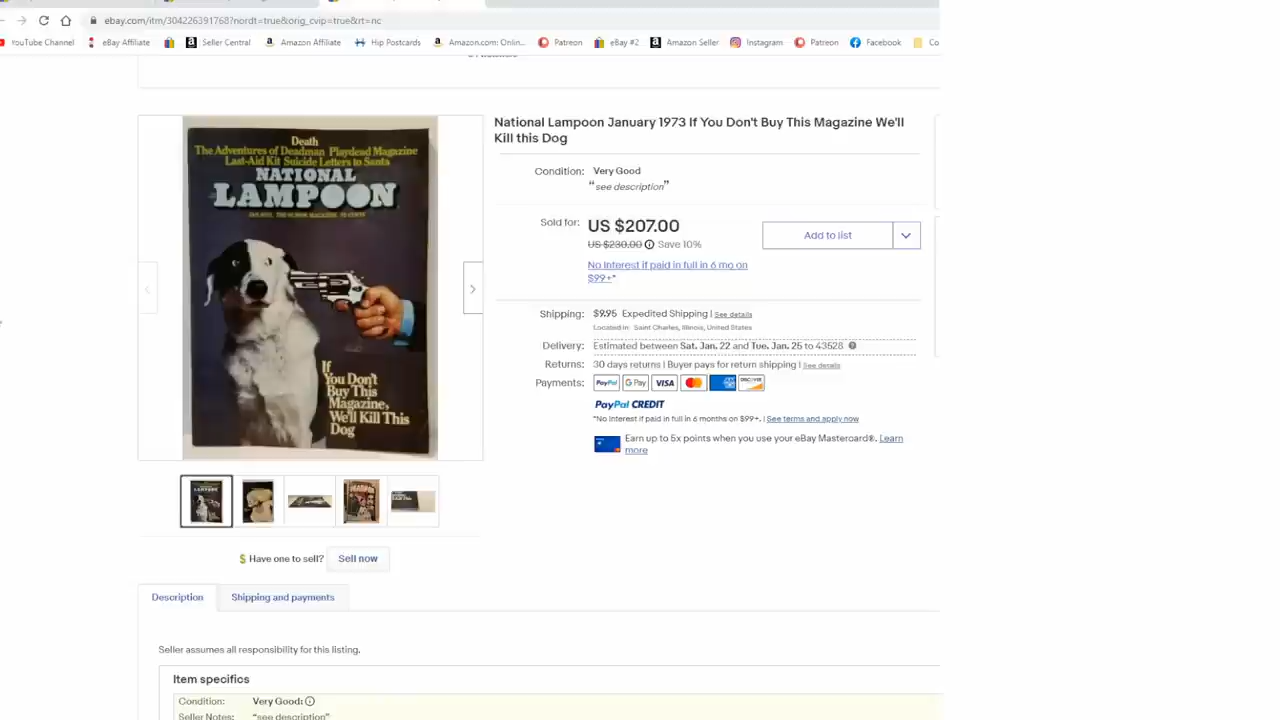 ebay.com/itm/304226391768?nordt=true&orig_cvip=true&rt=nc
YouTube Channel
eBay Affiliate
Seller Central
Amazon Affiliate
Hip Postcards
Amazon.com: Onlin...
Patreon
eBay #2
Amazon Seller
Instagram
Patreon
Facebook
Co
National Lampoon January 1973 If You Don't Buy This Magazine We'll
Kill this Dog
Condition: Very Good
"see description"
Sold for: US $207.00
US $230.00 Save 10%
Add to list
No Interest if paid in full in 6 mo on
$99+*
Shipping: $9.95 Expedited Shipping | See details
Located in: Saint Charles, Illinois, United States
Delivery: Estimated between Sat. Jan. 22 and Tue. Jan. 25 to 43528
Returns: 30 days returns | Buyer pays for return shipping | See details
Payments: PayPal G Pay VISA DISCOVER
PayPal CREDIT
*No Interest if paid in full in 6 months on $99+. | See terms and apply now
Earn up to 5x points when you use your eBay Mastercard®. Learn
more
Death
The Adventures of Deadman Playdead Magazine
Last-Aid Kit Suicide Letters to Santa
NATIONAL
LAMPOON
If
You Don't
Buy This
Magazine,
We'll Kill This
Dog
$ Have one to sell? Sell now
Description
Shipping and payments
Seller assumes all responsibility for this listing.
Item specifics
Condition: Very Good:
Seller Notes: "see description"